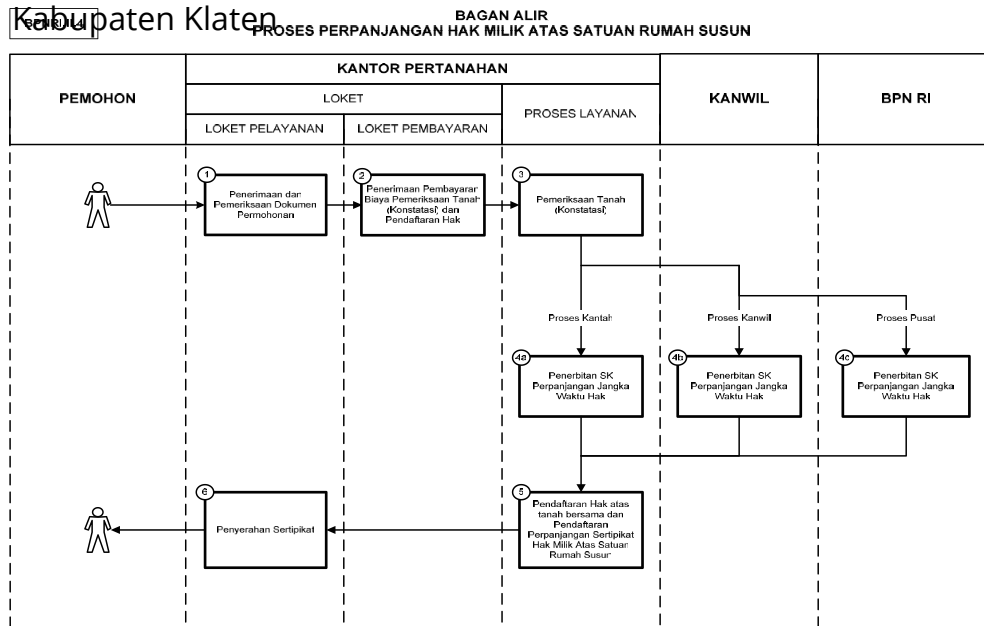 Kabupaten Klaten
BAGAN ALIR
PROSES PERPANJANGAN HAK MILIK ATAS SATUAN RUMAH SUSUN
PEMOHON
KANTOR PERTANAHAN
KANWIL
BPN RI
LOKET
PROSES LAYANAN
LOKET PELAYANAN
LOKET PEMBAYARAN
1
Penerimaan dan
Pemeriksaan Dokumen
Permohonan
2
Penerimaan Pembayaran
Biaya Pemeriksaan Tanah
(Konstatasi) dan
Pendaftaran Hak
3
Pemeriksaan Tanah
(Konstatasi)
Proses Kantah
Proses Kanwil
Proses Pusat
4a
Penerbitan SK
Perpanjangan Jangka
Waktu Hak
4b
Penerbitan SK
Perpanjangan Jangka
Waktu Hak
4c
Penerbitan SK
Perpanjangan Jangka
Waktu Hak
6
Penyerahan Sertipikat
5
Pendaftaran Hak atas
tanah bersama dan
Pendaftaran
Perpanjangan Sertipikat
Hak Milik Atas Satuan
Rumah Susun